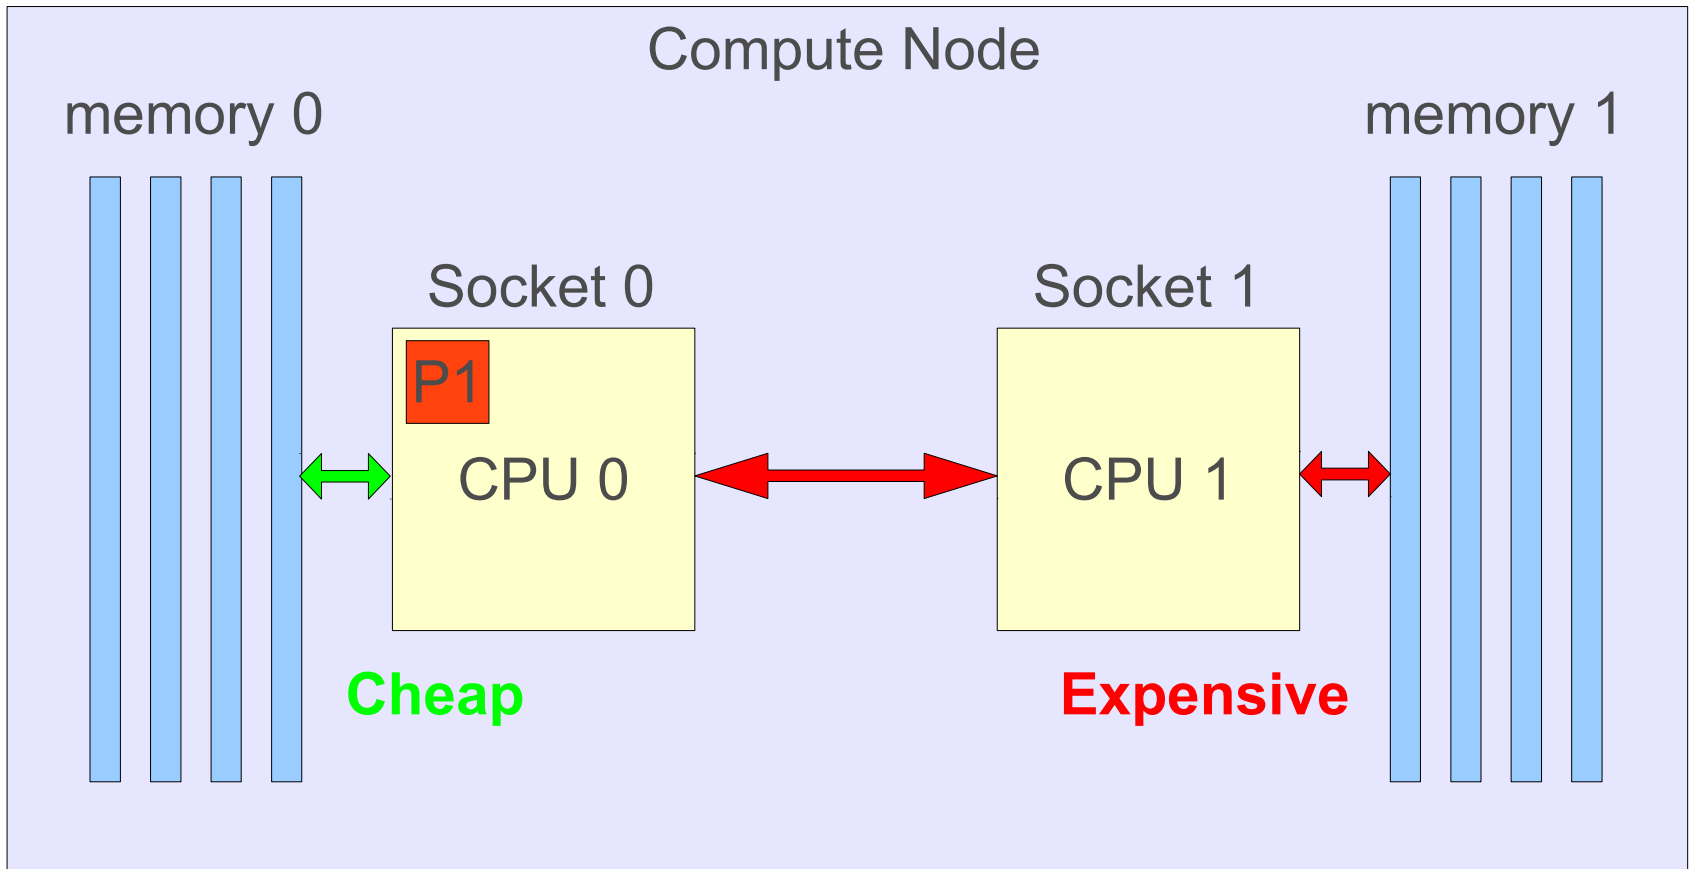 Compute Node
memory 0
memory 1
Socket 0
Socket 1
P1
CPU 0
CPU 1
Cheap
Expensive